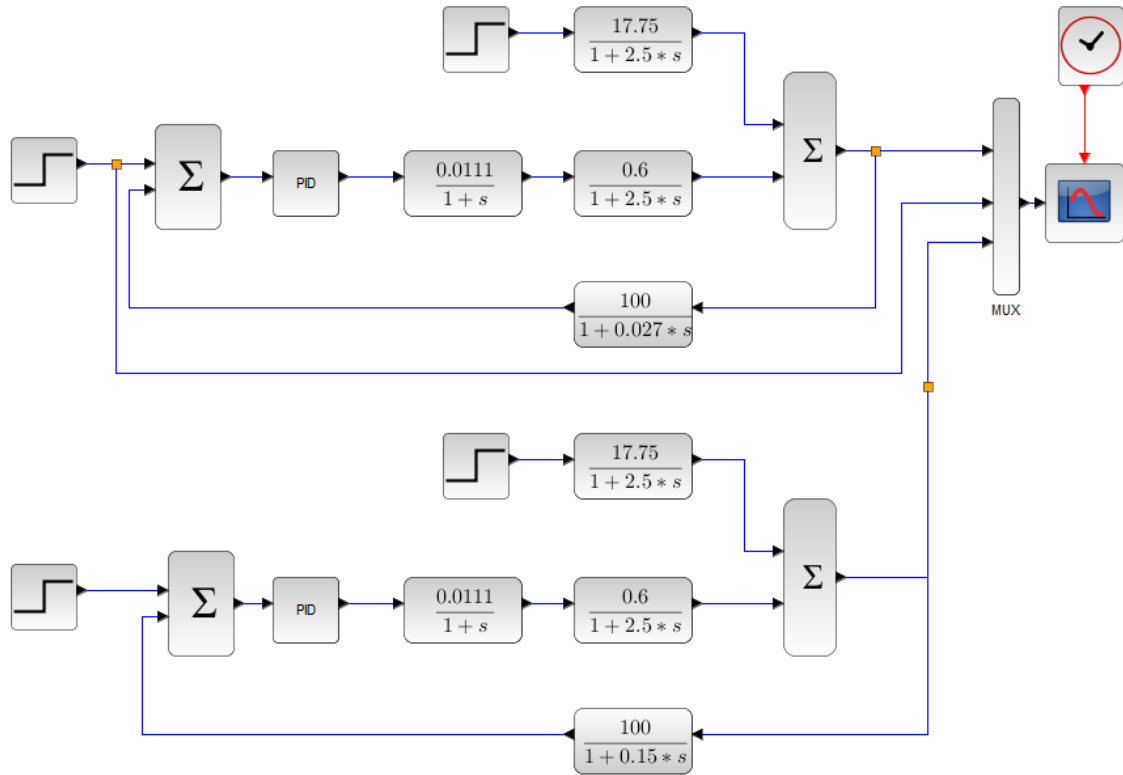 17.75
1 + 2.5 * s
Σ
PID
0.0111
1 + s
0.6
1 + 2.5 * s
Σ
100
1 + 0.027 * s
MUX
17.75
1 + 2.5 * s
Σ
PID
0.0111
1 + s
0.6
1 + 2.5 * s
Σ
100
1 + 0.15 * s